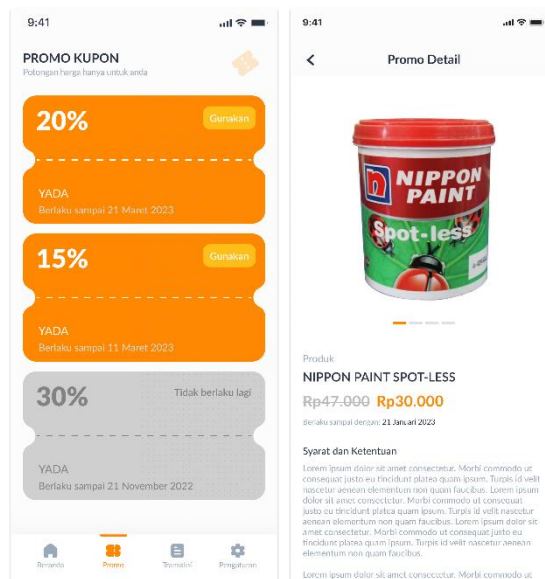 9:41
PROMO KUPON
Potongan harga hanya untuk anda
20%
Gunakan
YADA
Berlaku sampai 21 Maret 2023
15%
Gunakan
YADA
Berlaku sampai 11 Maret 2023
30%
Tidak berlaku lagi
YADA
Berlaku sampai 21 November 2022
Beranda
Promo
Transaksi
Pengaturan
9:41
Promo Detail
n
NIPPON
PAINT
Spot-less
Produk
NIPPON PAINT SPOT-LESS
Rp47.000 Rp30.000
Berlaku sampai dengan: 21 Januari 2023
Syarat dan Ketentuan
Lorem ipsum dolor sit amet consectetur. Morbi commodo ut
consequat justo eu tincidunt platea quam ipsum. Turpis id velit
nascetur aenean elementum non quam faucibus. Lorem ipsum
dolor sit amet consectetur. Morbi commodo ut consequat
justo eu tincidunt platea quam ipsum. Turpis id velit nascetur
aenean elementum non quam faucibus. Lorem ipsum dolor sit
amet consectetur. Morbi commodo ut consequat justo eu
tincidunt platea quam ipsum. Turpis id velit nascetur aenean
elementum non quam faucibus.
Lorem ipsum dolor sit amet consectetur. Morbi commodo ut